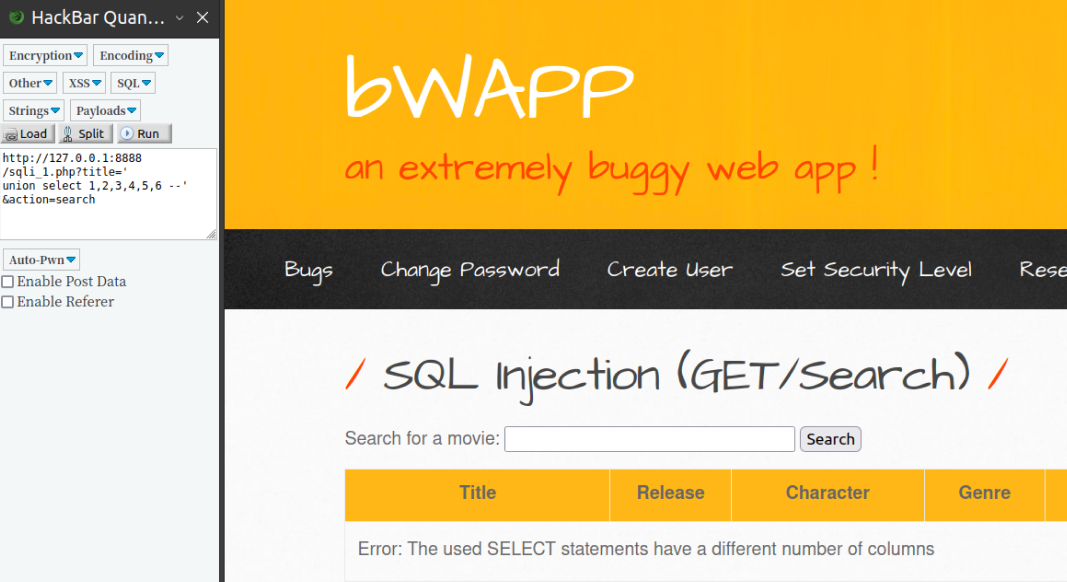 HackBar Quan...
Encryption
Encoding
Other
XSS
SQL
Strings
Payloads
Load
Split
Run
http://127.0.0.1:8888
/sqli_1.php?title='
union select 1,2,3,4,5,6 --'
&action=search
Auto-Pwn
Enable Post Data
Enable Referer
bWAPP
an extremely buggy web app !
Bugs
Change Password
Create User
Set Security Level
Rese
/ SQL Injection (GET/Search) /
Search for a movie:
Search
Title
Release
Character
Genre
Error: The used SELECT statements have a different number of columns